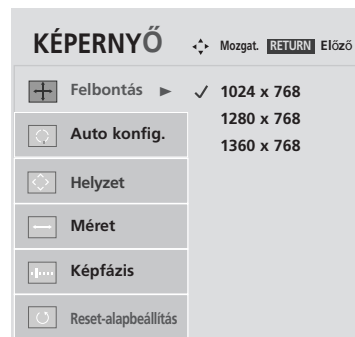 KÉPERNYŐ Mozgat. RETURN Előző
Felbontás ► ✓ 1024 x 768
Auto konfig. 1280 x 768
1360 x 768
Helyzet
Méret
Képfázis
Reset-alapbeállítás